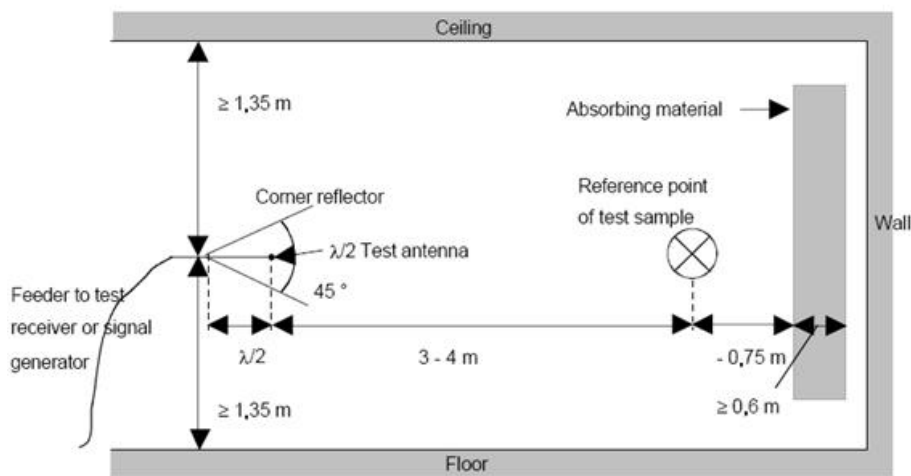 Ceiling
≥ 1,35 m
Absorbing material
Corner reflector
Reference point
of test sample
Wall
λ/2 Test antenna
45 °
Feeder to test
receiver or signal
generator
λ/2
3 - 4 m
- 0,75 m
≥ 0,6 m
≥ 1,35 m
Floor